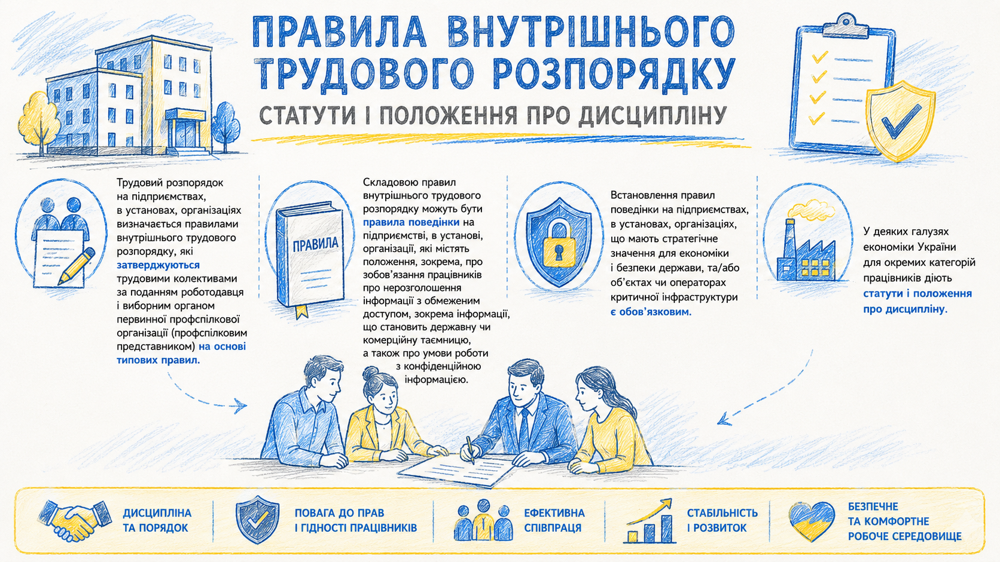 ПРАВИЛА ВНУТРІШНЬОГО
ТРУДОВОГО РОЗПОРЯДКУ
СТАТУТИ І ПОЛОЖЕННЯ ПРО ДИСЦИПЛІНУ
Трудовий розпорядок
на підприємствах,
в установах, організаціях
визначається правилами
внутрішнього трудового
розпорядку, які
затверджуються
трудовими колективами
за поданням роботодавця
і виборним органом
первинної профспілкової
організації (профспілковим
представником) на основі
типових правил.
ПРАВИЛА
Складовою правил
внутрішнього трудового
розпорядку можуть бути
правила поведінки на
підприємстві, в установі,
організації, які містять
положення, зокрема, про
зобов’язання працівників
про нерозголошення
інформації з обмеженим
доступом, зокрема інформації,
що становить державну чи
комерційну таємницю,
а також про умови роботи
з конфіденційною
інформацією.
Встановлення правил
поведінки на підприємствах,
в установах, організаціях,
що мають стратегічне
значення для економіки
і безпеки держави, та/або
об’єктах чи операторах
критичної інфраструктури
є обов’язковим.
У деяких галузях
економіки України
для окремих категорій
працівників діють
статути і положення
про дисципліну.
ДИСЦИПЛІНА
ТА ПОРЯДОК
ПОВАГА ДО ПРАВ
І ГІДНОСТІ ПРАЦІВНИКІВ
ЕФЕКТИВНА
СПІВПРАЦЯ
СТАБІЛЬНІСТЬ
І РОЗВИТОК
БЕЗПЕЧНЕ
ТА КОМФОРТНЕ
РОБОЧЕ СЕРЕДОВИЩЕ